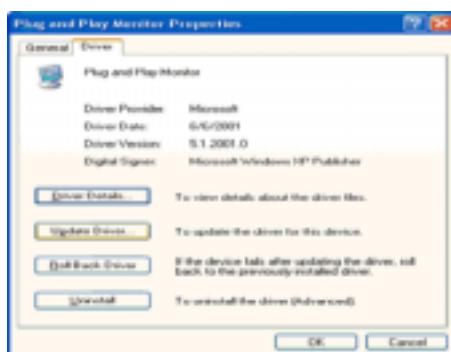 Plug and Play Monitor Properties
General Driver
Plug and Play Monitor
Driver Provider: Microsoft
Driver Date: 6/6/2001
Driver Version: 5.1.2001.0
Digital Signer: Microsoft Windows XP Publisher
Driver Details... To view details about the driver files.
Update Driver... To update the driver for this device.
Roll Back Driver If the device fails after updating the driver, roll
back to the previously installed driver.
Uninstall To uninstall the driver (Advanced).
OK Cancel